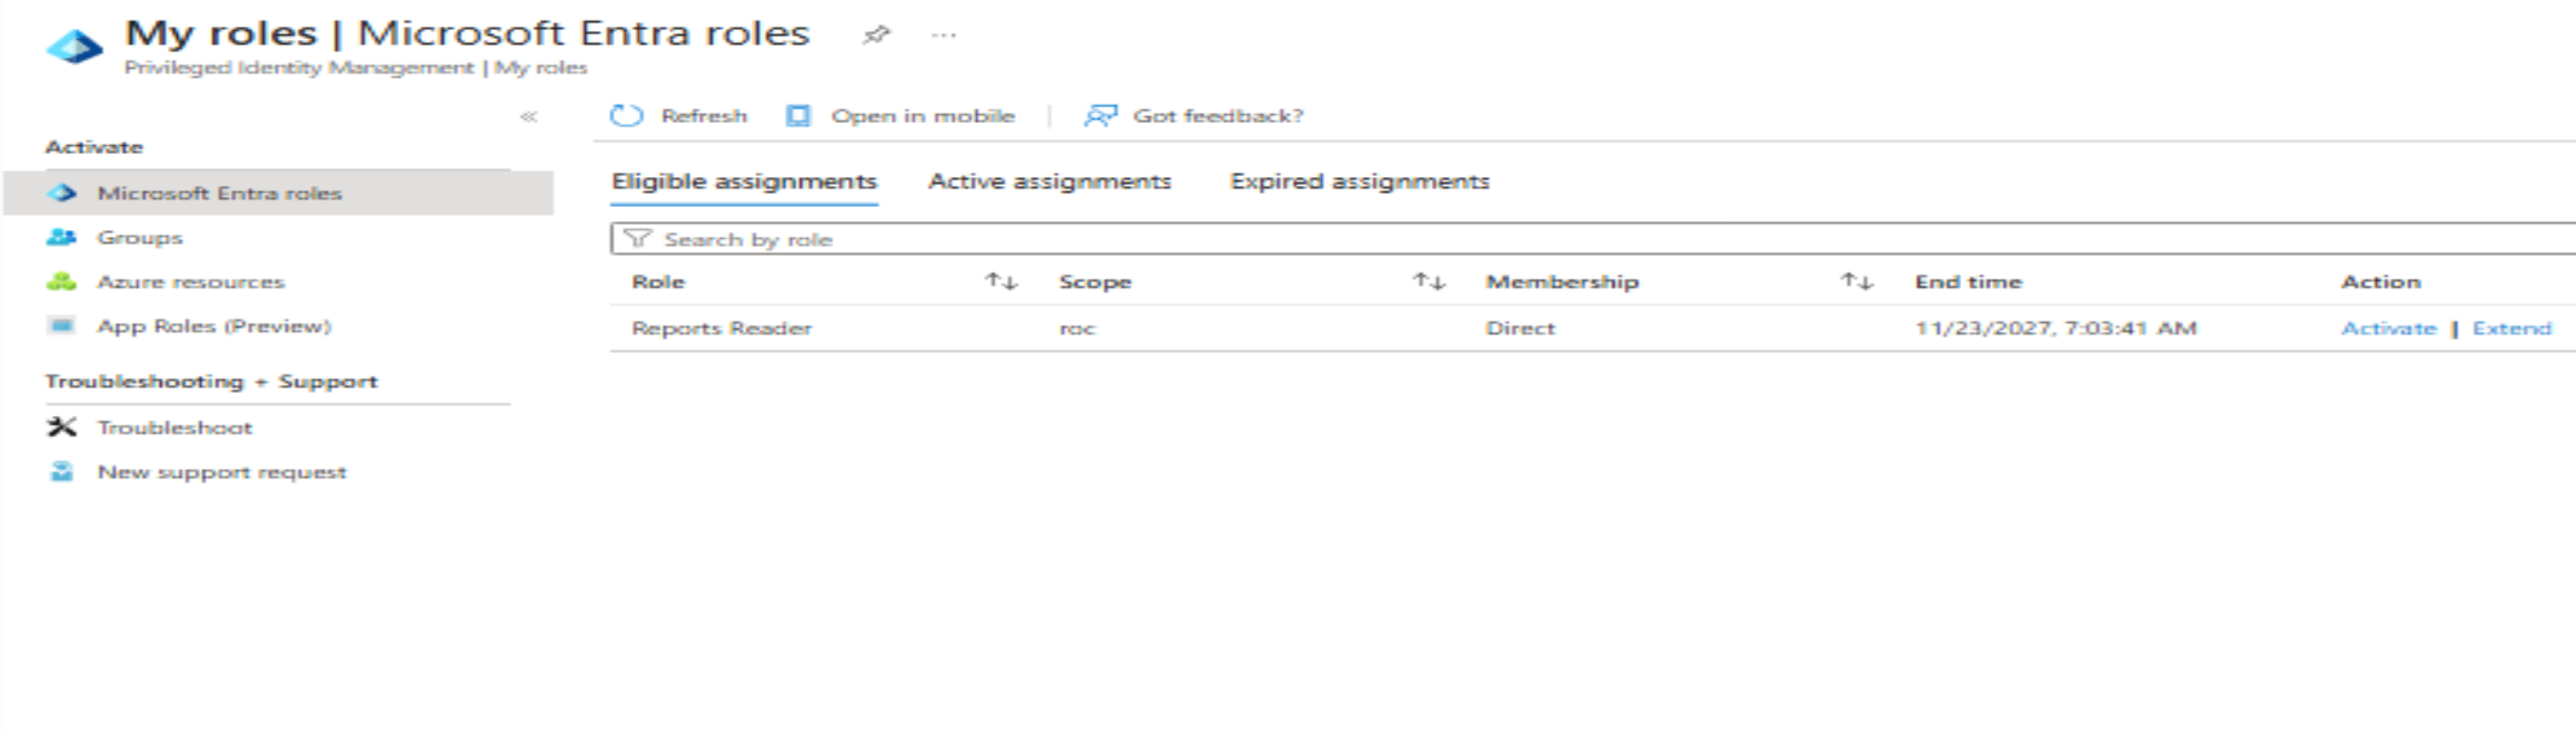 My roles | Microsoft Entra roles
Privileged Identity Management | My roles
Refresh Open in mobile | Got feedback?
Activate
Microsoft Entra roles
Groups
Azure resources
App Roles (Preview)
Troubleshooting + Support
Troubleshoot
New support request
Eligible assignments Active assignments Expired assignments
Search by role
Role Scope Membership End time Action
Reports Reader roc Direct 11/23/2027, 7:03:41 AM Activate | Extend